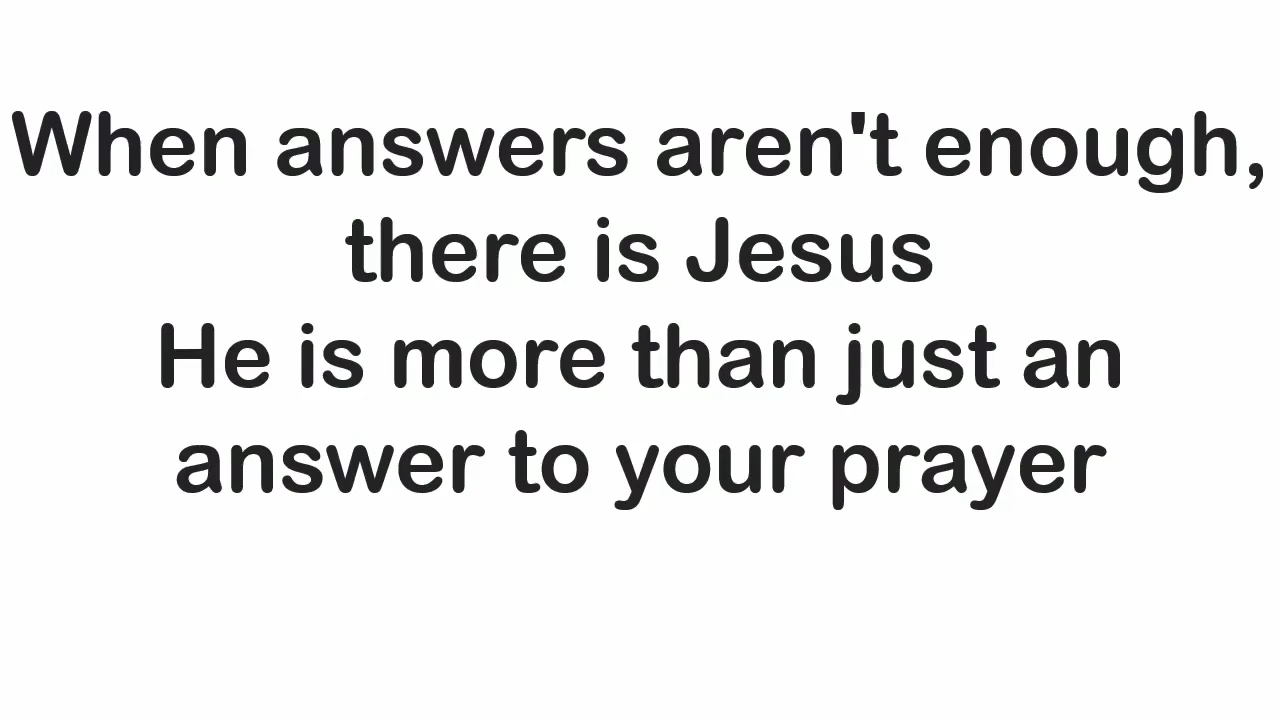 When answers aren't enough,
there is Jesus
He is more than just an
answer to your prayer